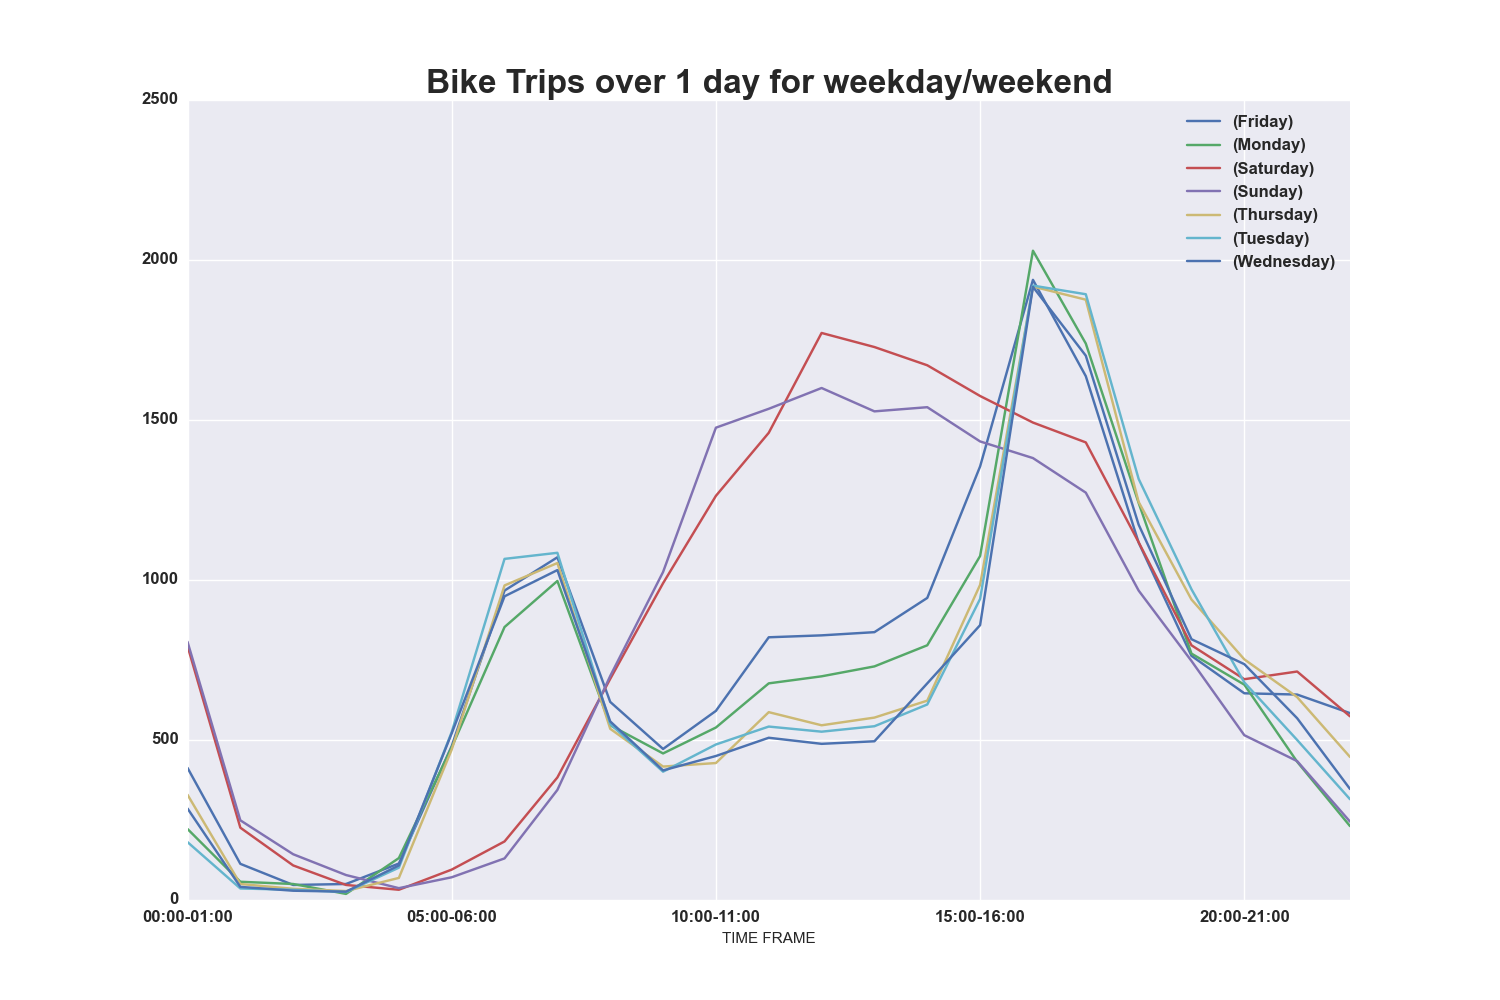 Bike Trips over 1 day for weekday/weekend
2500
2000
1500
1000
500
0
(Friday)
(Monday)
(Saturday)
(Sunday)
(Thursday)
(Tuesday)
(Wednesday)
00:00-01:00 05:00-06:00 10:00-11:00 15:00-16:00 20:00-21:00
TIME FRAME